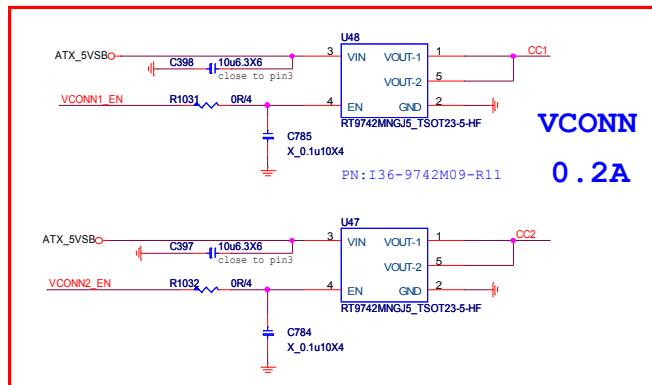 U48
ATX_5VSB
3
VIN
VOUT-1
1
CC1
C398
10u6.3X6
close to pin3
VOUT-2
5
VCONN1_EN
R1031
0R/4
4
EN
GND
2
RT9742MNGJ5_TSOT23-5-HF
C785
X_0.1u10X4
PN:I36-9742M09-R11
VCONN
0.2A
U47
ATX_5VSB
3
VIN
VOUT-1
1
CC2
C397
10u6.3X6
close to pin3
VOUT-2
5
VCONN2_EN
R1032
0R/4
4
EN
GND
2
RT9742MNGJ5_TSOT23-5-HF
C784
X_0.1u10X4